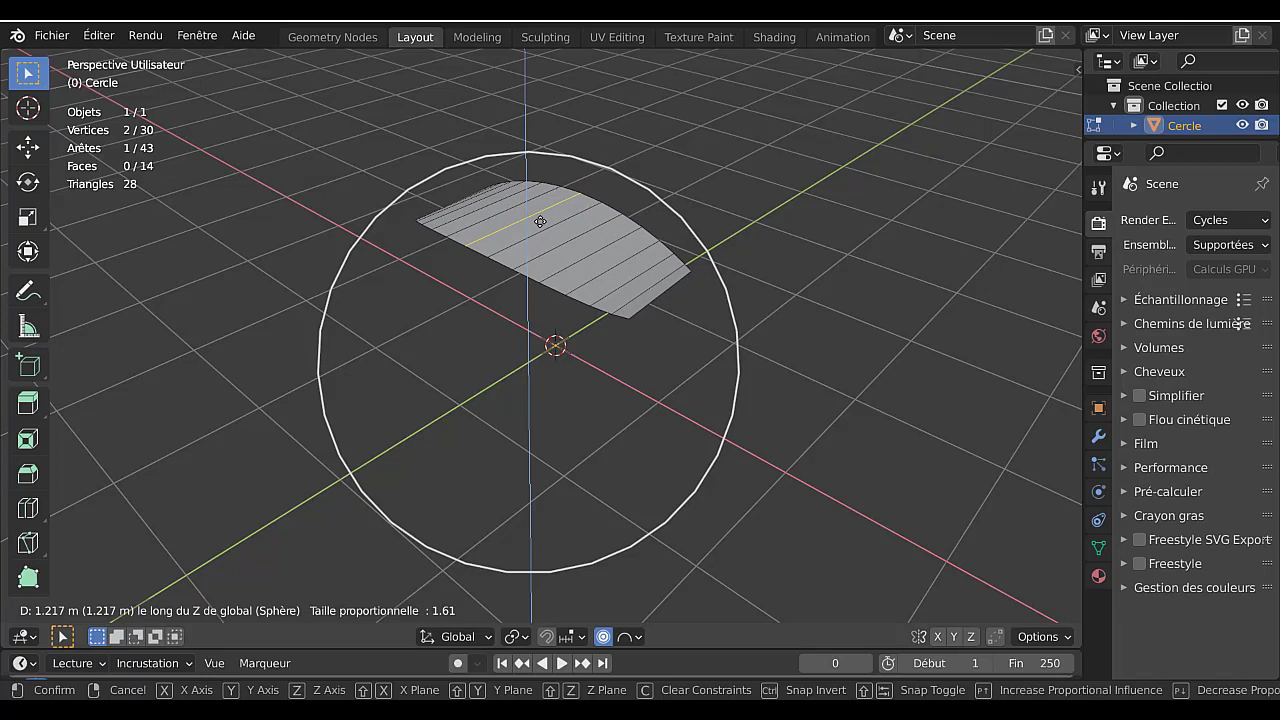 Fichier Éditer Rendu Fenêtre Aide Geometry Nodes Layout Modeling Sculpting UV Editing Texture Paint Shading Animation Scene View Layer
Perspective Utilisateur
(0) Cercle
Objets 1 / 1
Vertices 2 / 30
Arêtes 1 / 43
Faces 0 / 14
Triangles 28
Scene Collection
Collection
Cercle
Scene
Render E... Cycles
Ensembl... Supportées
Périphéri... Calculs GPU
Échantillonnage
Chemins de lumière
Volumes
Cheveux
Simplifier
Flou cinétique
Film
Performance
Pré-calculer
Crayon gras
Freestyle SVG Export
Freestyle
Gestion des couleurs
D: 1.217 m (1.217 m) le long du Z de global (Sphère) Taille proportionnelle : 1.61
Global X Y Z Options
Lecture Incrustation Vue Marqueur 0 Début 1 Fin 250
Confirm Cancel X X Axis Y Y Axis Z Z Axis X X Plane Y Y Plane Z Z Plane C Clear Constraints Ctrl Snap Invert Snap Toggle Increase Proportional Influence Decrease Propo